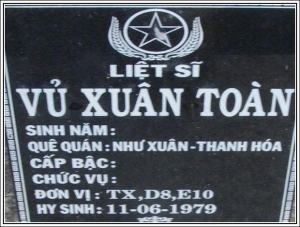 LIỆT SĨ
VỦ XUÂN TOÀN
SINH NĂM :
QUÊ QUÁN : NHƯ XUÂN - THANH HÓA
CẤP BẬC :
CHỨC VỤ :
ĐƠN VỊ : TX,D8,E10
HY SINH : 11-06-1979